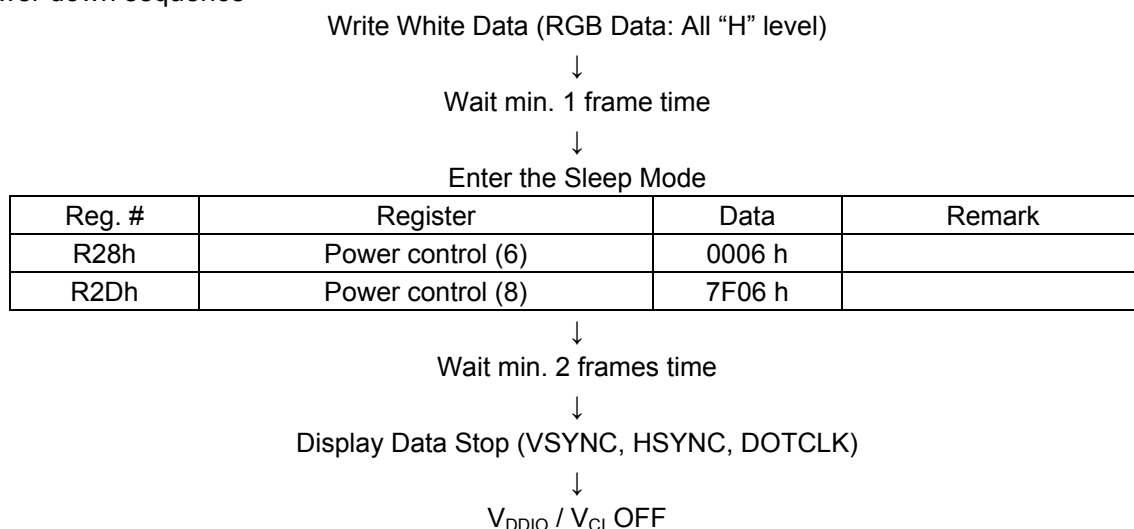 Write White Data (RGB Data: All “H” level)
↓
Wait min. 1 frame time
↓
Enter the Sleep Mode
Reg. # Register Data Remark
R28h Power control (6) 0006 h
R2Dh Power control (8) 7F06 h
↓
Wait min. 2 frames time
↓
Display Data Stop (VSYNC, HSYNC, DOTCLK)
↓
VDDIO / VCI OFF